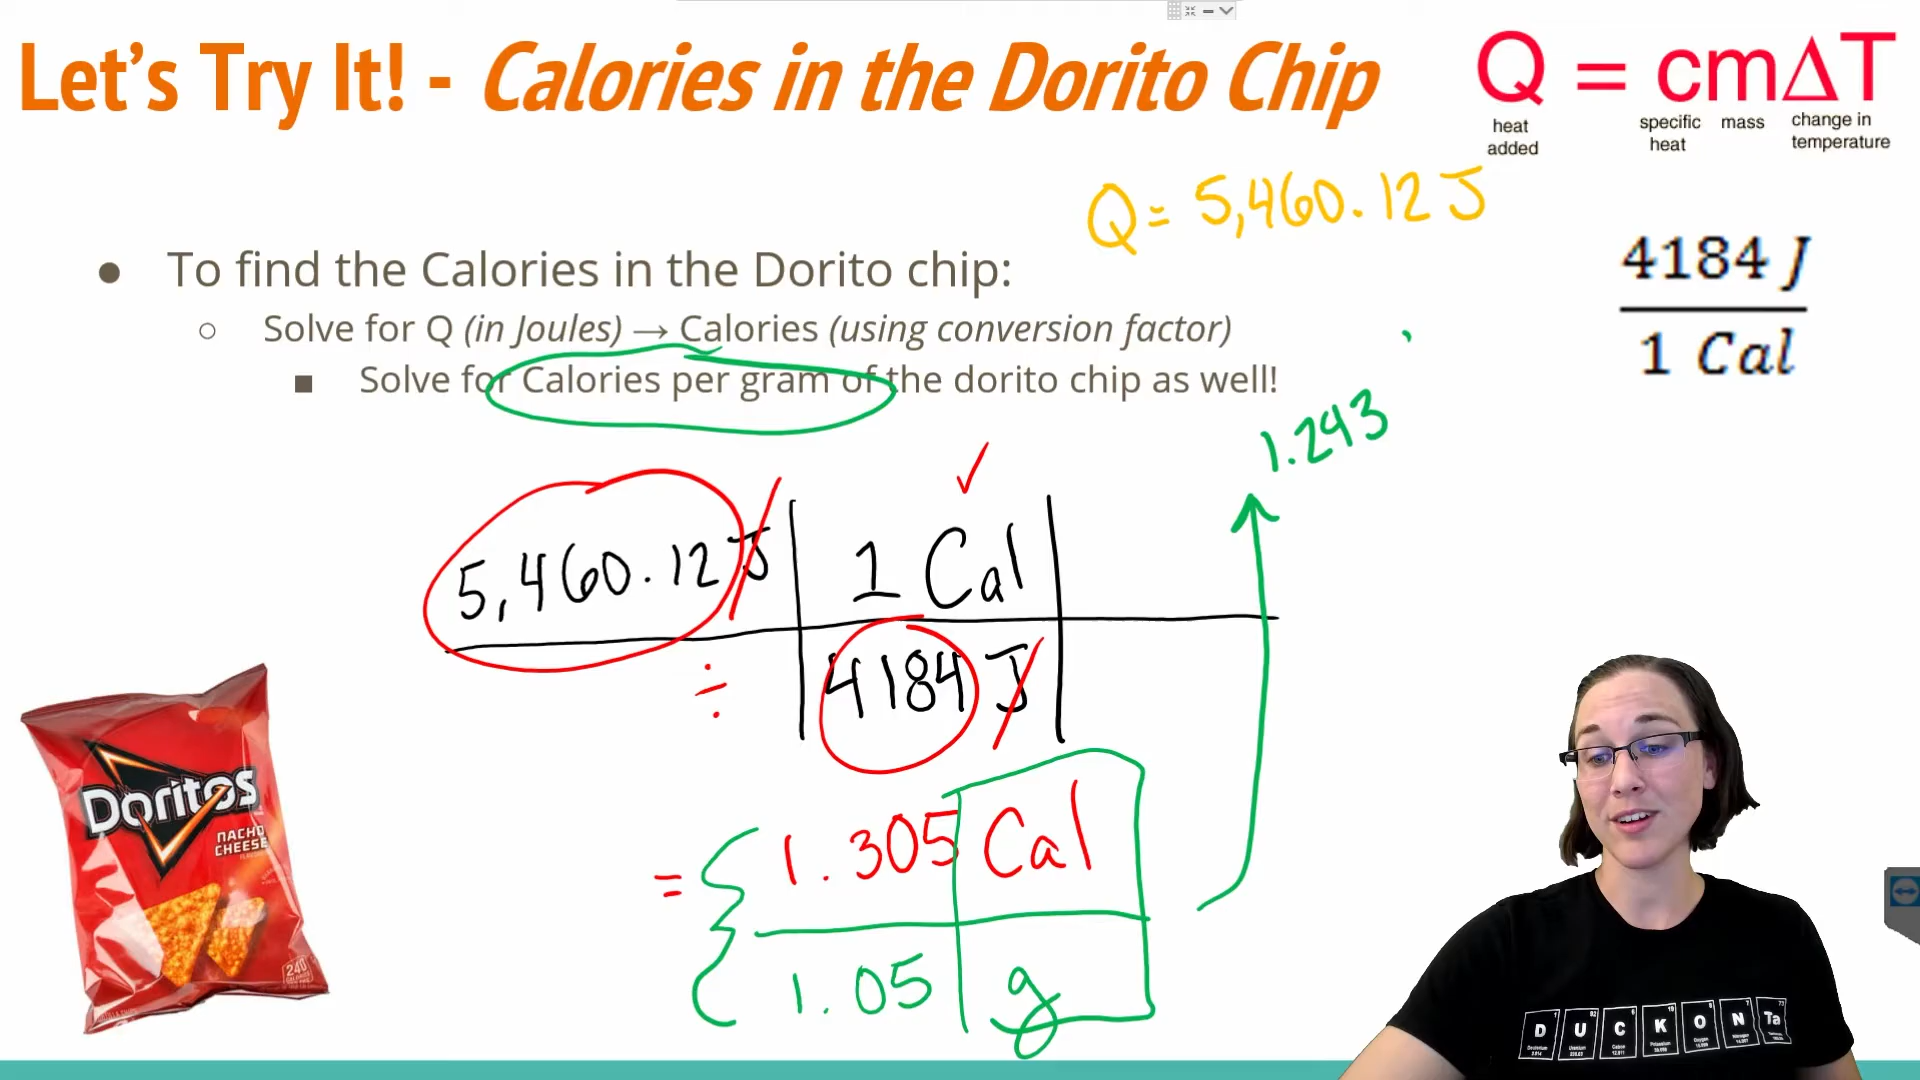 Let's Try It! - Calories in the Dorito Chip
Q = cmΔT
heat added
specific heat
mass
change in temperature
Q = 5,460.12 J
4184 J
1 Cal
● To find the Calories in the Dorito chip:
○ Solve for Q (in Joules) → Calories (using conversion factor)
■ Solve for Calories per gram of the dorito chip as well!
1.243
5,460.12 J
1 Cal
÷
4184 J
= 1.305 Cal
1.05 g
Doritos
NACHO
CHEESE
240
D U C K O N Ta